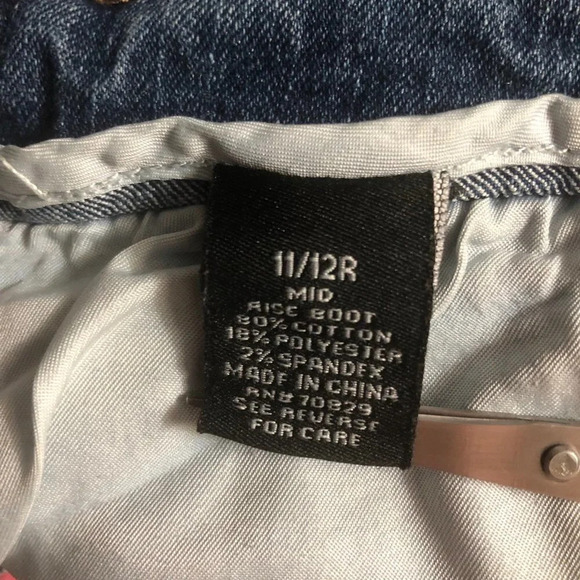 11/12R
MID
RISE BOOT
80% COTTON
18% POLYESTER
2% SPANDEX
MADE IN CHINA
RN# 70829
SEE REVERSE
FOR CARE